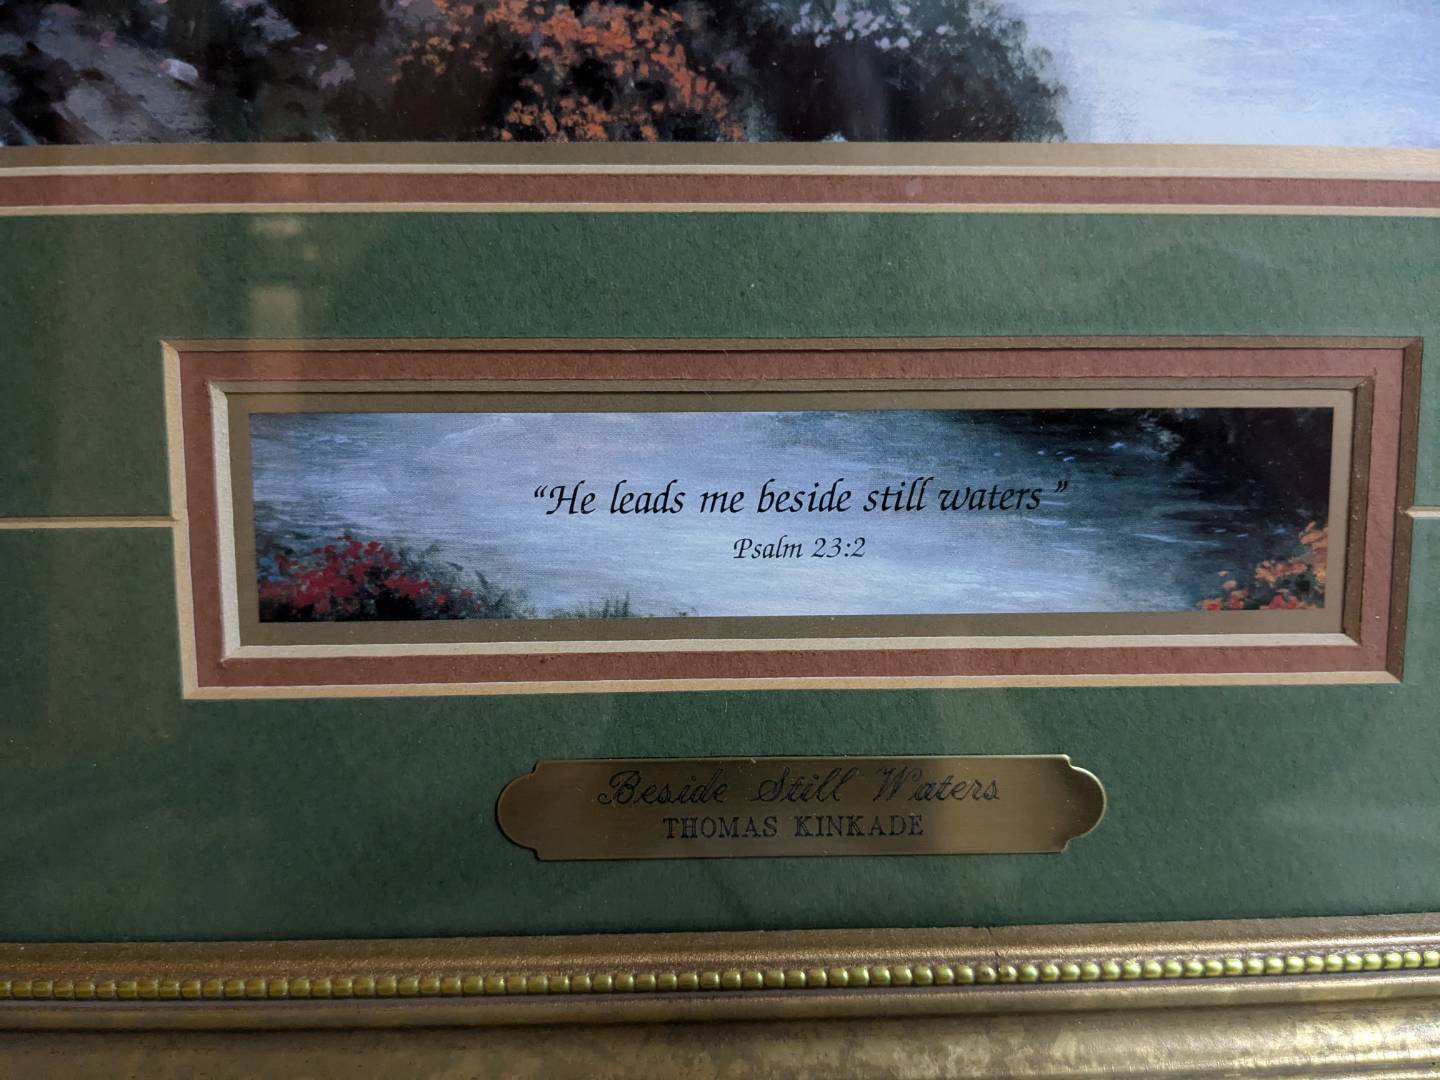 “He leads me beside still waters”
Psalm 23:2
Beside Still Waters
THOMAS KINKADE